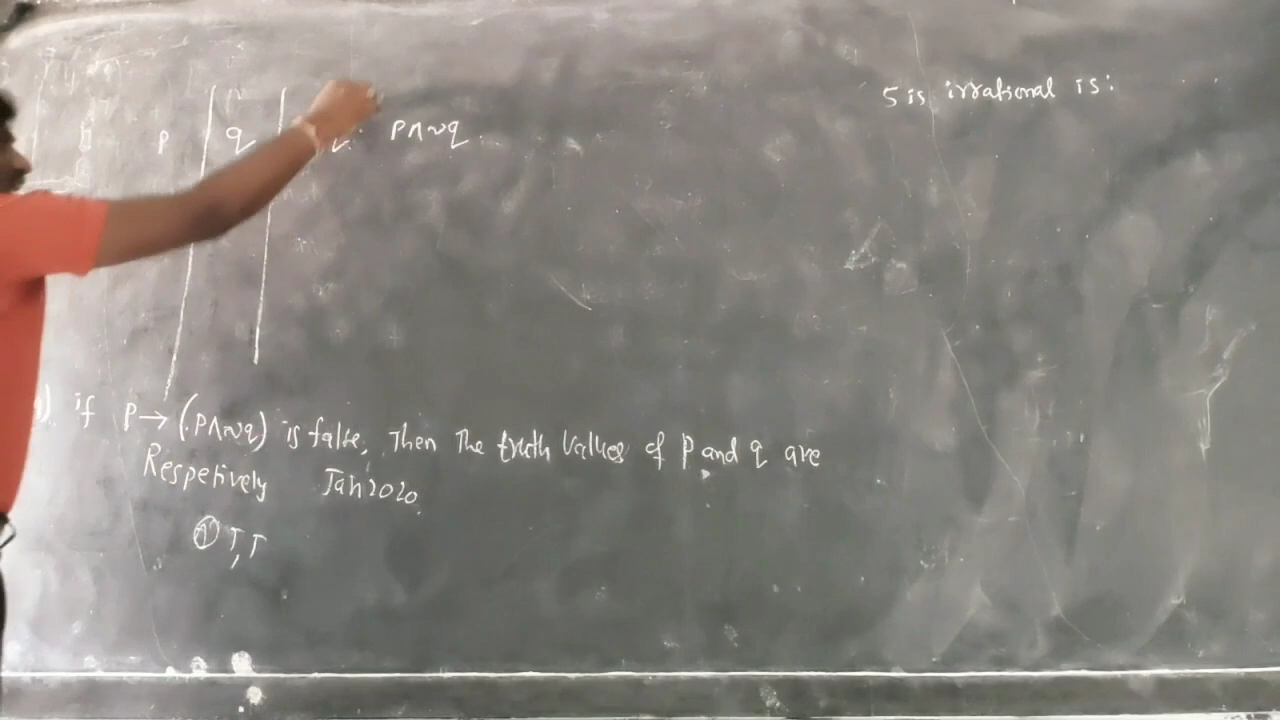 5 is irrational is:
p q q. p∧~q.
if p→(p∧~q) is false, Then The truth values of p and q are
Respetively Jan 2020.
① T, T